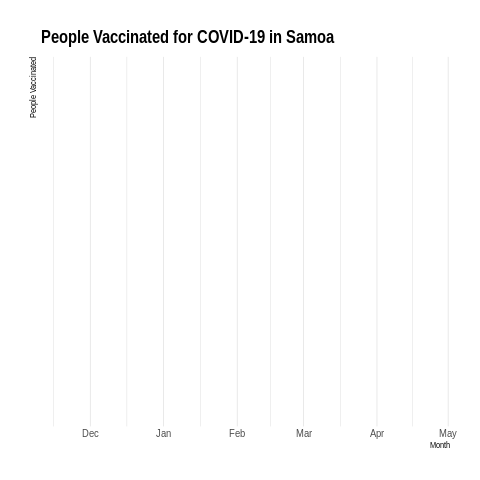 People Vaccinated for COVID-19 in Samoa
People Vaccinated
Dec Jan Feb Mar Apr May
Month